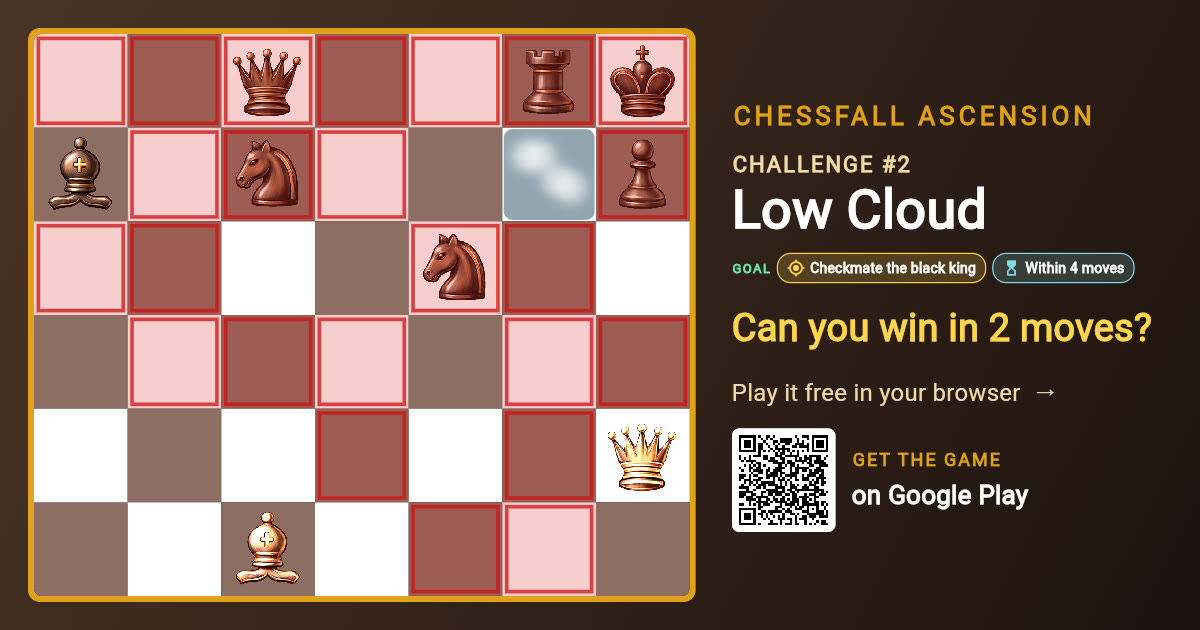 CHESSFALL ASCENSION
CHALLENGE #2
Low Cloud
GOAL Checkmate the black king Within 4 moves
Can you win in 2 moves?
Play it free in your browser →
GET THE GAME
on Google Play